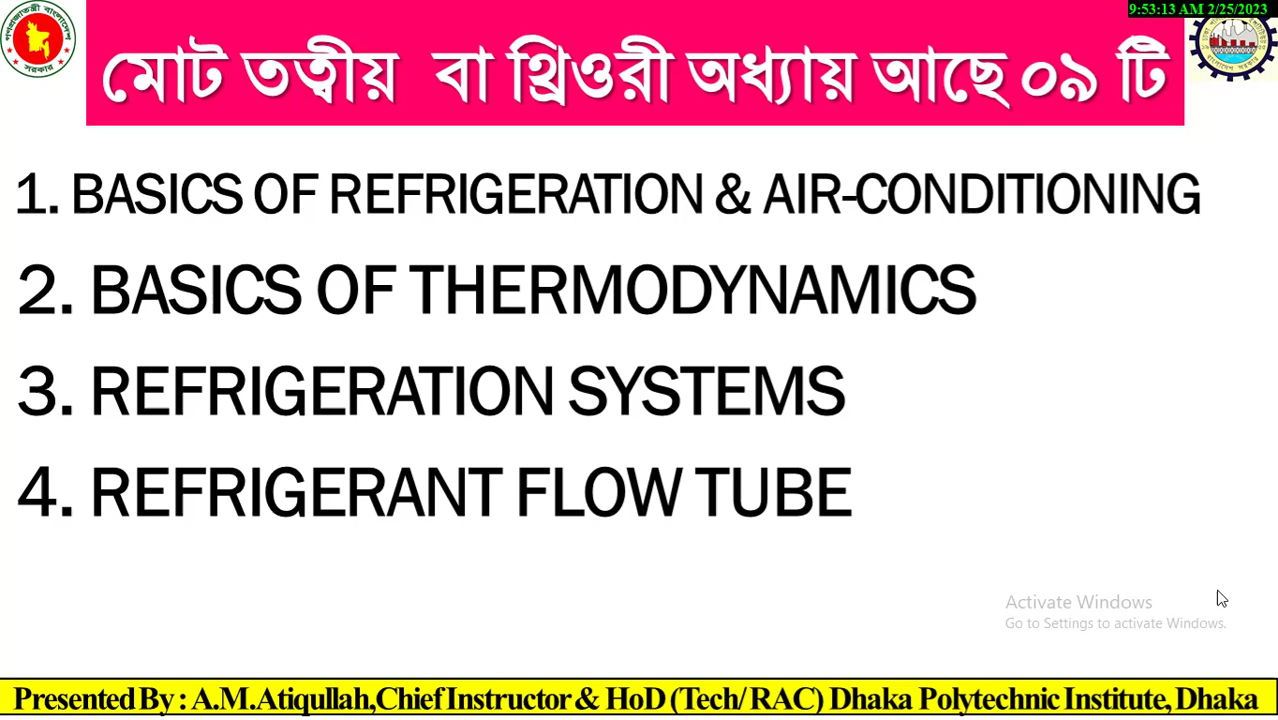 9:53:13 AM 2/25/2023
মোট তত্বীয় বা থ্রিওরী অধ্যায় আছে ০৯ টি
1. BASICS OF REFRIGERATION & AIR-CONDITIONING
2. BASICS OF THERMODYNAMICS
3. REFRIGERATION SYSTEMS
4. REFRIGERANT FLOW TUBE
Activate Windows
Go to Settings to activate Windows.
Presented By : A.M.Atiqullah,Chief Instructor & HoD (Tech/ RAC) Dhaka Polytechnic Institute, Dhaka